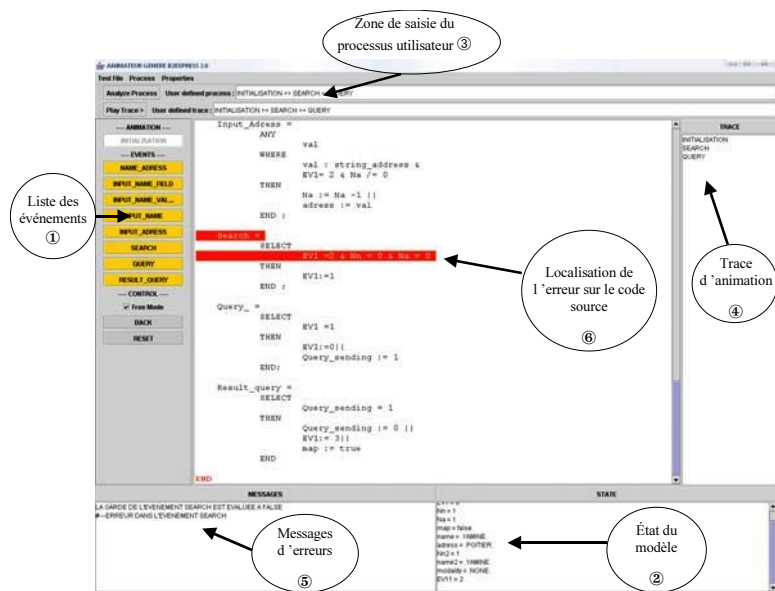 Zone de saisie du
processus utilisateur ③
ANIMATEUR GENERE B2EXPRESS 2.0
Test File Process Properties
Analyze Process User defined process : INITIALISATION >> SEARCH >> QUERY
Play Trace > User defined trace : INITIALISATION >> SEARCH >> QUERY
---- ANIMATION ----
INITIALISATION
---- EVENTS ----
NAME_ADRESS
INPUT_NAME_FIELD
INPUT_NAME_VAL...
INPUT_NAME
INPUT_ADRESS
SEARCH
QUERY
RESULT_QUERY
---- CONTROL ----
Free Mode
BACK
RESET
Liste des
événements
①
Input_Adress =
ANY
val
WHERE
val : string_address &
EV1= 2 & Na /= 0
THEN
Na := Na -1 ||
adress := val
END ;
Search =
SELECT
EV1 =2 & Nn = 0 & Na = 0
THEN
EV1:=1
END ;
Query_ =
SELECT
EV1 =1
THEN
EV1:=0||
Query_sending := 1
END;
Result_query =
SELECT
Query_sending = 1
THEN
Query_sending := 0 ||
EV1:= 3||
map := true
END
END
Localisation de
l ’erreur sur le code
source
⑥
TRACE
INITIALISATION
SEARCH
QUERY
Trace
d ’animation
④
MESSAGES
LA GARDE DE L'EVENEMENT SEARCH EST EVALUEE A FALSE
#---ERREUR DANS L'EVENEMENT SEARCH
Messages
d ’erreurs
⑤
STATE
Nn = 1
Na = 1
map = false
name = :YAMINE:
adress = :POITIER:
Nn2 = 1
name2 = :YAMINE:
modality = :NONE:
EV11 = 2
État du
modèle
②